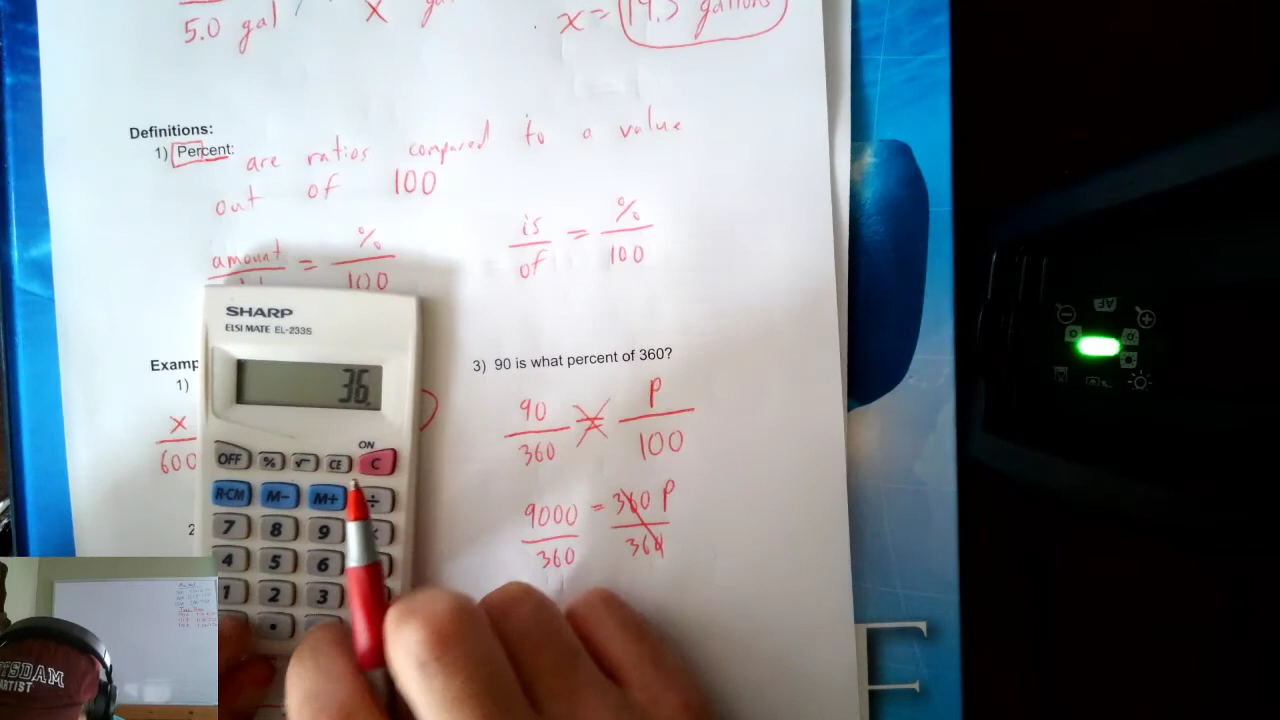 5.0 gal / x
x = 14.5 gallons
Definitions:
1) Percent: are ratios compared to a value
out of 100
amount = % / 100
is / of = % / 100
SHARP
ELSI MATE EL-233S
36.
ON
OFF % √ CE C
R·CM M- M+ ÷
7 8 9
4 5 6
1 2 3
.
Examp
1)
x / 600
2
3) 90 is what percent of 360?
90 / 360 = P / 100
9000 / 360 = 360 P / 360
TSDAM
ARTIST